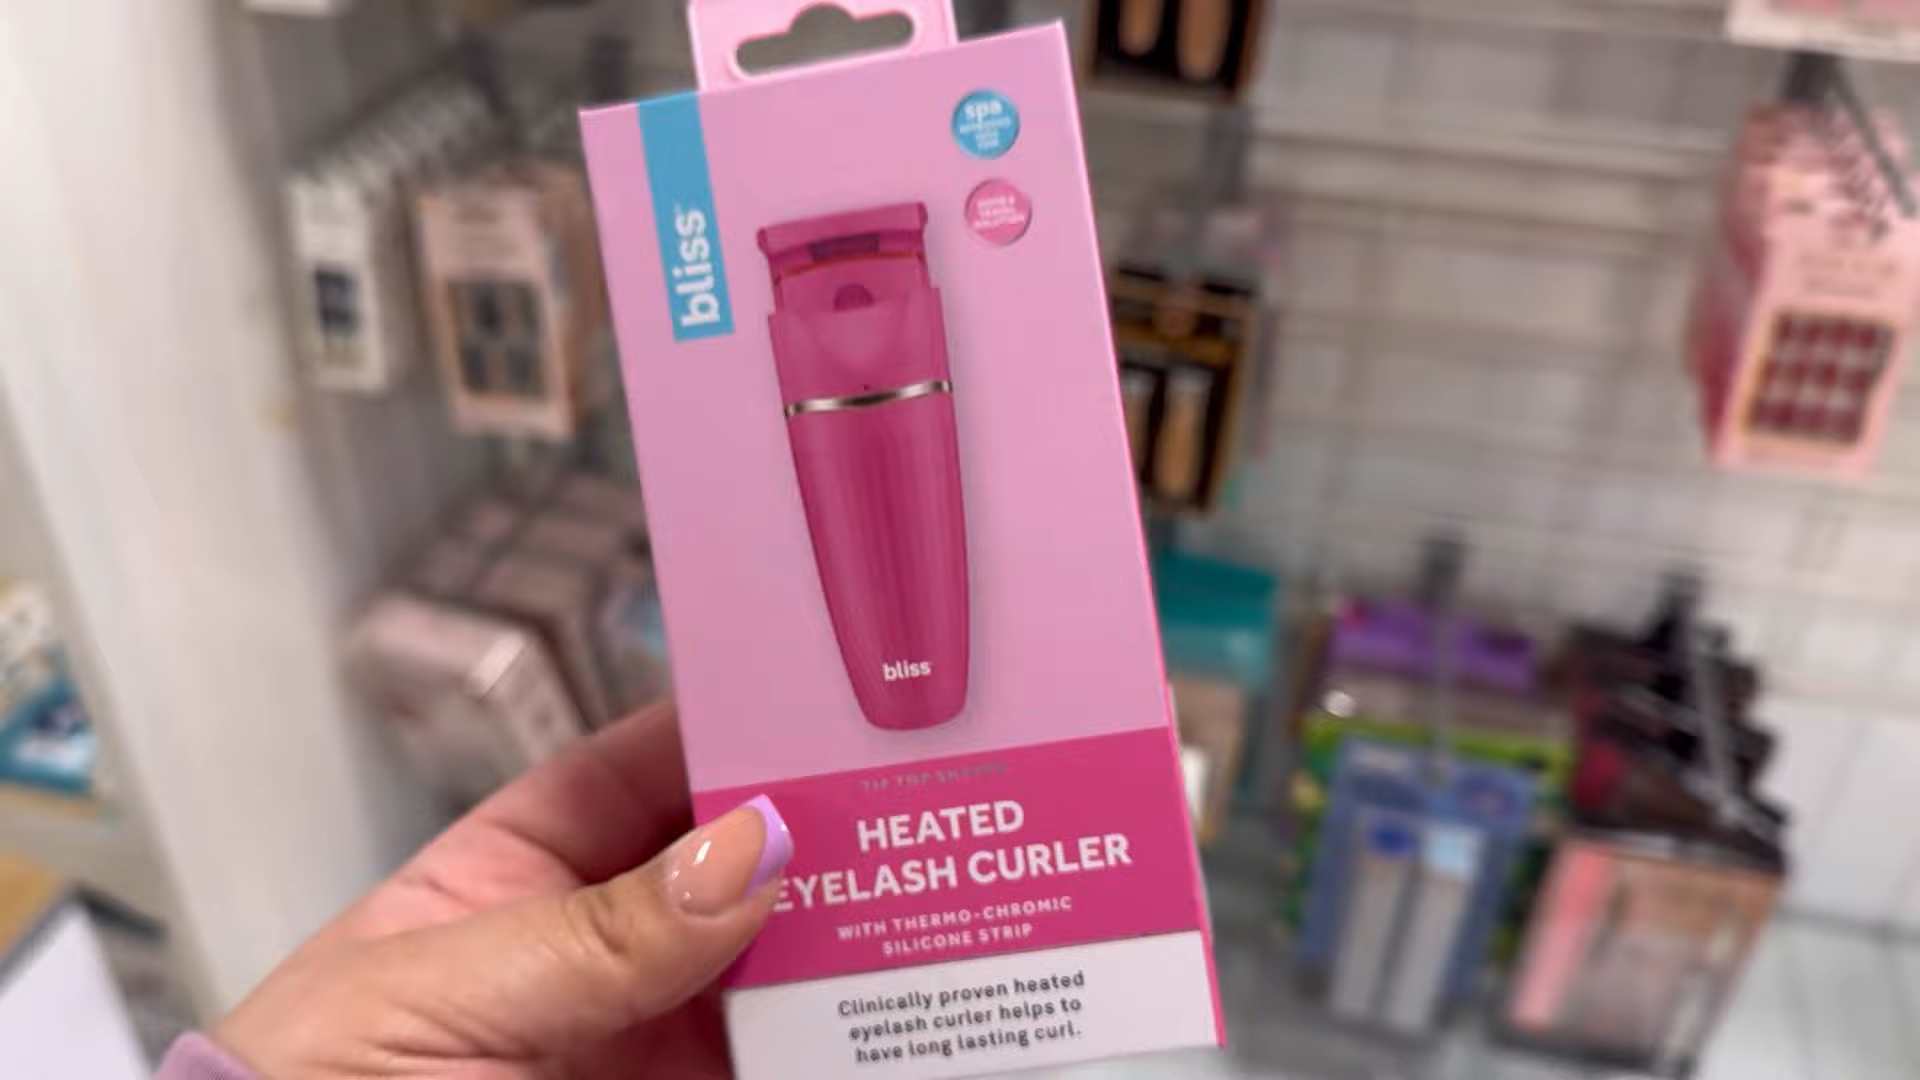 bliss
spa
bliss
HEATED
EYELASH CURLER
WITH THERMO-CHROMIC
SILICONE STRIP
Clinically proven heated
eyelash curler helps to
have long lasting curl.